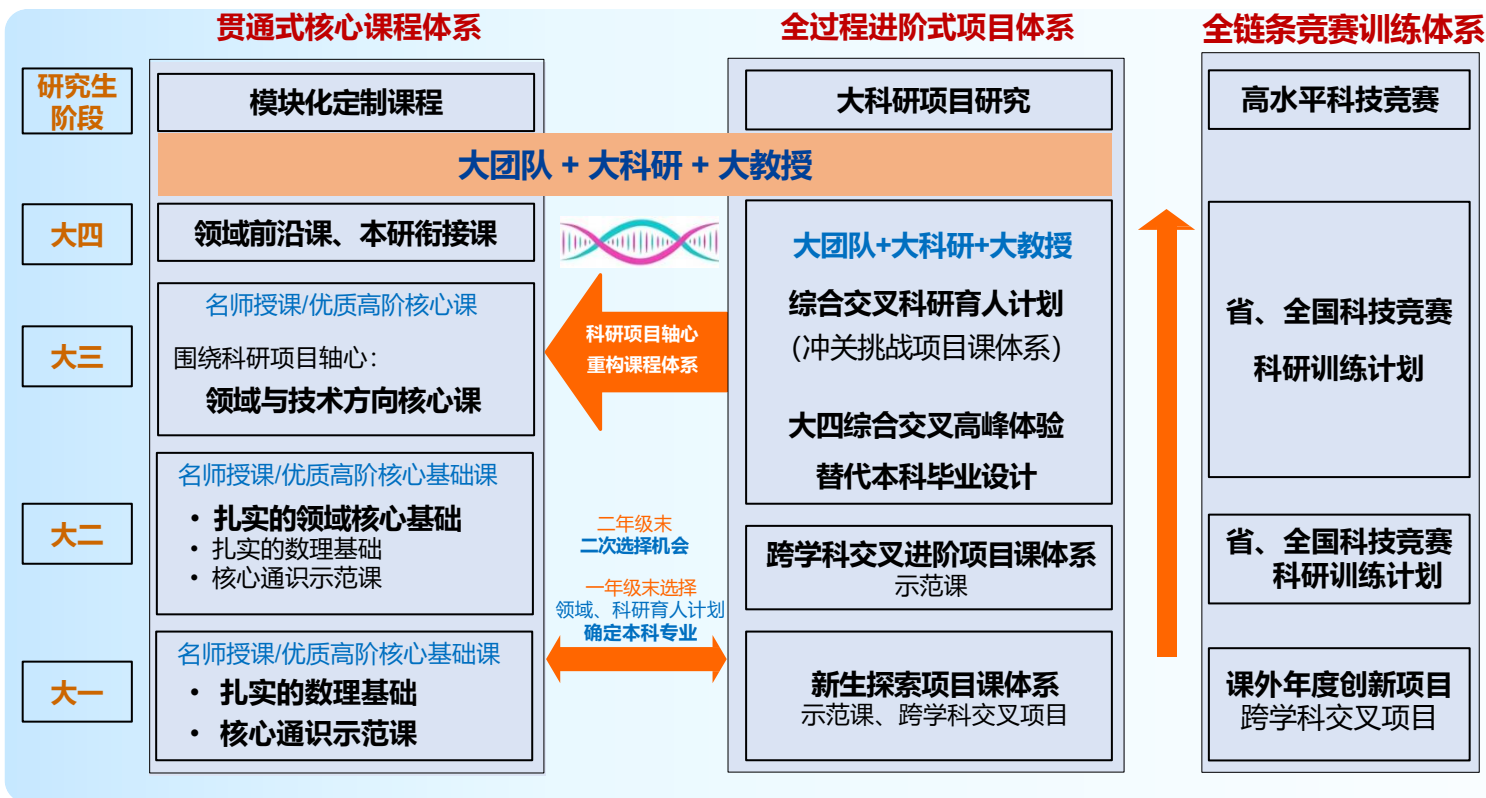 贯通式核心课程体系
全过程进阶式项目体系
全链条竞赛训练体系
研究生
阶段
模块化定制课程
大科研项目研究
高水平科技竞赛
大团队 + 大科研 + 大教授
大四
领域前沿课、本研衔接课
大团队+大科研+大教授
综合交叉科研育人计划
(冲关挑战项目课体系)
大四综合交叉高峰体验
替代本科毕业设计
省、全国科技竞赛
科研训练计划
大三
名师授课/优质高阶核心课
围绕科研项目轴心:
领域与技术方向核心课
科研项目轴心
重构课程体系
大二
名师授课/优质高阶核心基础课
• 扎实的领域核心基础
• 扎实的数理基础
• 核心通识示范课
二年级末
二次选择机会
跨学科交叉进阶项目课体系
示范课
省、全国科技竞赛
科研训练计划
一年级末选择
领域、科研育人计划
确定本科专业
大一
名师授课/优质高阶核心基础课
• 扎实的数理基础
• 核心通识示范课
新生探索项目课体系
示范课、跨学科交叉项目
课外年度创新项目
跨学科交叉项目